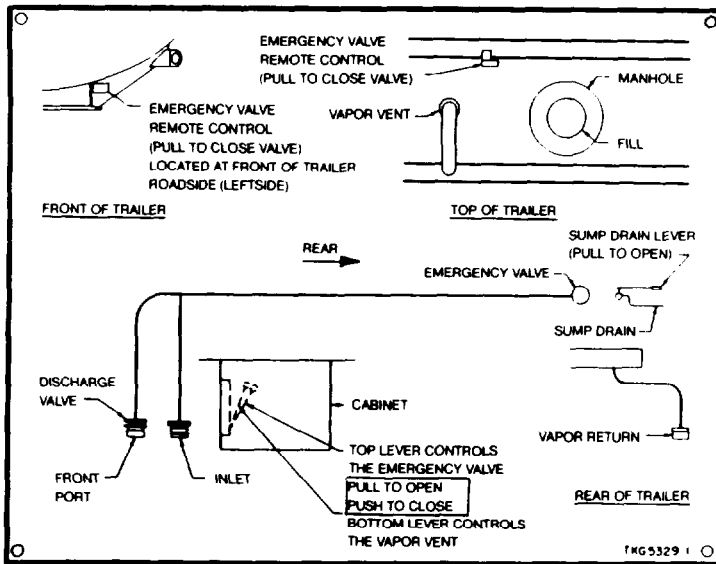 EMERGENCY VALVE
REMOTE CONTROL
(PULL TO CLOSE VALVE)
LOCATED AT FRONT OF TRAILER
ROADSIDE (LEFTSIDE)
FRONT OF TRAILER
EMERGENCY VALVE
REMOTE CONTROL
(PULL TO CLOSE VALVE)
VAPOR VENT
MANHOLE
FILL
TOP OF TRAILER
REAR
SUMP DRAIN LEVER
(PULL TO OPEN)
EMERGENCY VALVE
SUMP DRAIN
DISCHARGE
VALVE
FRONT
PORT
INLET
CABINET
TOP LEVER CONTROLS
THE EMERGENCY VALVE
PULL TO OPEN
PUSH TO CLOSE
BOTTOM LEVER CONTROLS
THE VAPOR VENT
VAPOR RETURN
REAR OF TRAILER
TKG5329 1